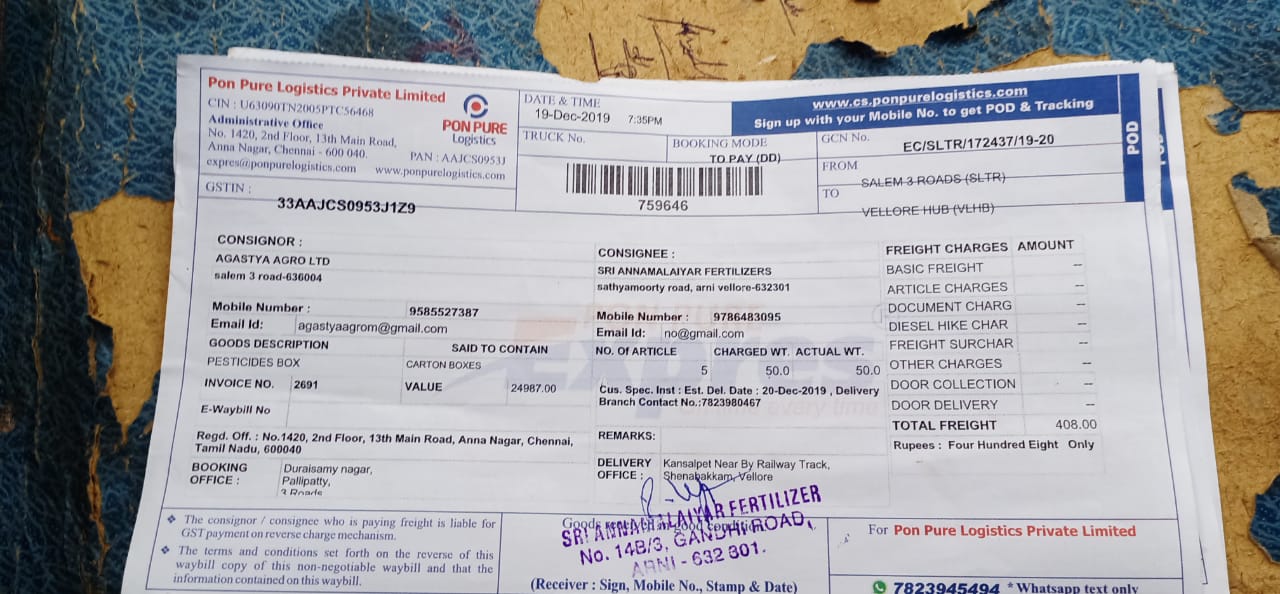 Pon Pure Logistics Private Limited
CIN : U63090TN2005PTC56468
Administrative Office
No. 1420, 2nd Floor, 13th Main Road,
Anna Nagar, Chennai - 600 040.
PAN : AAJCS0953J
expres@ponpurelogistics.com www.ponpurelogistics.com
PON PURE
Logistics
GSTIN :
33AAJCS0953J1Z9
DATE & TIME
19-Dec-2019 7:35PM
TRUCK No.
BOOKING MODE
TO PAY (DD)
759646
www.cs.ponpurelogistics.com
Sign up with your Mobile No. to get POD & Tracking
GCN No.
EC/SLTR/172437/19-20
FROM
SALEM 3 ROADS (SLTR)
TO
VELLORE HUB (VLHB)
POD
CONSIGNOR :
AGASTYA AGRO LTD
salem 3 road-636004
Mobile Number : 9585527387
Email Id: agastyaagrom@gmail.com
GOODS DESCRIPTION SAID TO CONTAIN
PESTICIDES BOX CARTON BOXES
INVOICE NO. 2691 VALUE 24987.00
E-Waybill No
Regd. Off. : No.1420, 2nd Floor, 13th Main Road, Anna Nagar, Chennai,
Tamil Nadu, 600040
BOOKING OFFICE :
Duraisamy nagar,
Pallipatty,
3 Roads
CONSIGNEE :
SRI ANNAMALAIYAR FERTILIZERS
sathyamoorty road, arni vellore-632301
Mobile Number : 9786483095
Email Id: no@gmail.com
NO. Of ARTICLE CHARGED WT. ACTUAL WT.
5 50.0 50.0
Cus. Spec. Inst : Est. Del. Date : 20-Dec-2019 , Delivery
Branch Contact No.:7823980467
REMARKS:
DELIVERY OFFICE :
Kansalpet Near By Railway Track,
Shenabakkam, Vellore
FREIGHT CHARGES AMOUNT
BASIC FREIGHT --
ARTICLE CHARGES --
DOCUMENT CHARG --
DIESEL HIKE CHAR --
FREIGHT SURCHAR --
OTHER CHARGES --
DOOR COLLECTION --
DOOR DELIVERY --
TOTAL FREIGHT 408.00
Rupees : Four Hundred Eight Only
❖ The consignor / consignee who is paying freight is liable for
GST payment on reverse charge mechanism.
❖ The terms and conditions set forth on the reverse of this
waybill copy of this non-negotiable waybill and that the
information contained on this waybill.
SRI ANNAMALAIYAR FERTILIZER
No. 14B/3, GANDHI ROAD,
ARNI - 632 301.
(Receiver : Sign, Mobile No., Stamp & Date)
For Pon Pure Logistics Private Limited
7823945494 *Whatsapp text only